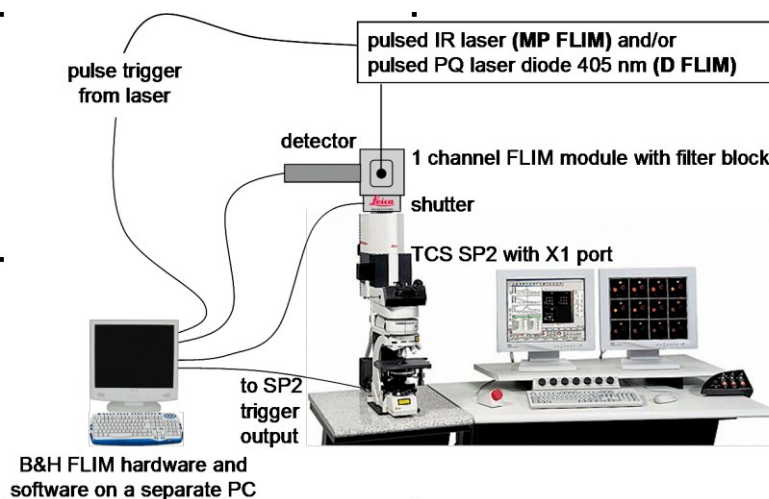 pulsed IR laser (MP FLIM) and/or
pulsed PQ laser diode 405 nm (D FLIM)
pulse trigger
from laser
detector
1 channel FLIM module with filter block
Leica
shutter
TCS SP2 with X1 port
to SP2
trigger
output
B&H FLIM hardware and
software on a separate PC